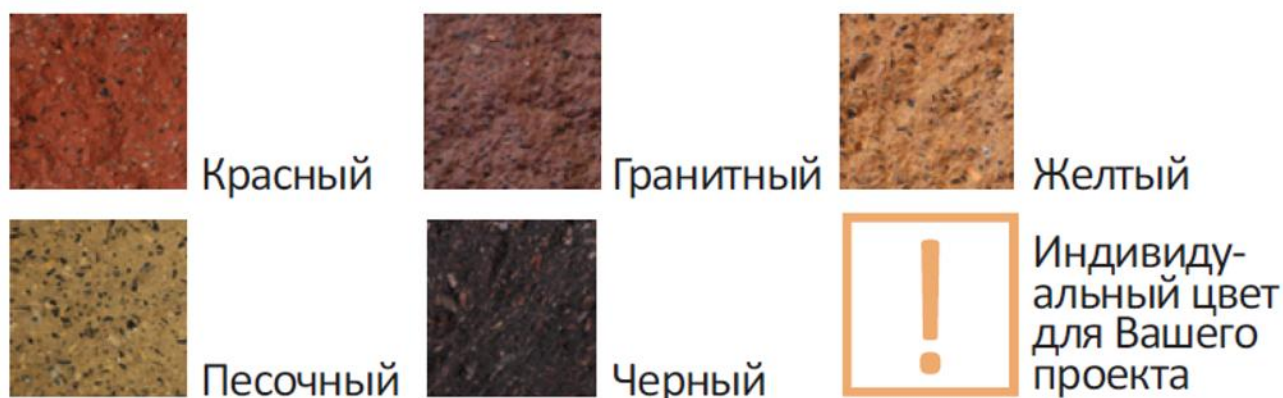 Красный
Гранитный
Желтый
Песочный
Черный
!
Индивиду-
альный цвет
для Вашего
проекта